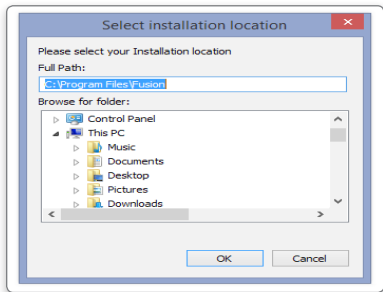 Select installation location
Please select your Installation location
Full Path:
C:\Program Files\Fusion
Browse for folder:
Control Panel
This PC
Music
Documents
Desktop
Pictures
Downloads
OK Cancel